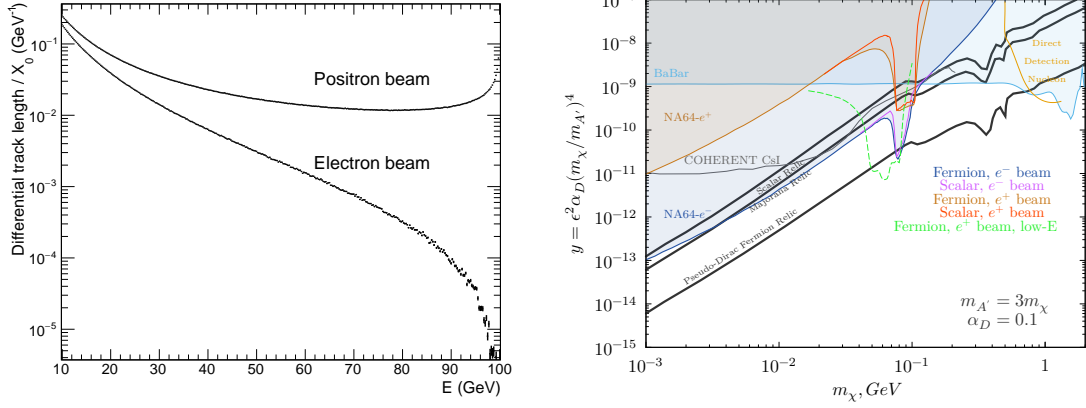 Differential track length / X0 (GeV-1)
10-1
10-2
10-3
10-4
10-5
Positron beam
Electron beam
10 20 30 40 50 60 70 80 90 100
E (GeV)
y = ϵ2αD(mχ/mA′)4
10−8
10−9
10−10
10−11
10−12
10−13
10−14
10−15
BaBar
NA64-e+
COHERENT CsI
NA64-e−
Scalar Relic
Majorana Relic
Pseudo-Dirac Fermion Relic
Direct
Detection
Nucleon
Fermion, e− beam
Scalar, e− beam
Fermion, e+ beam
Scalar, e+ beam
Fermion, e+ beam, low-E
mA′ = 3mχ
αD = 0.1
10−3 10−2 10−1 1
mχ, GeV